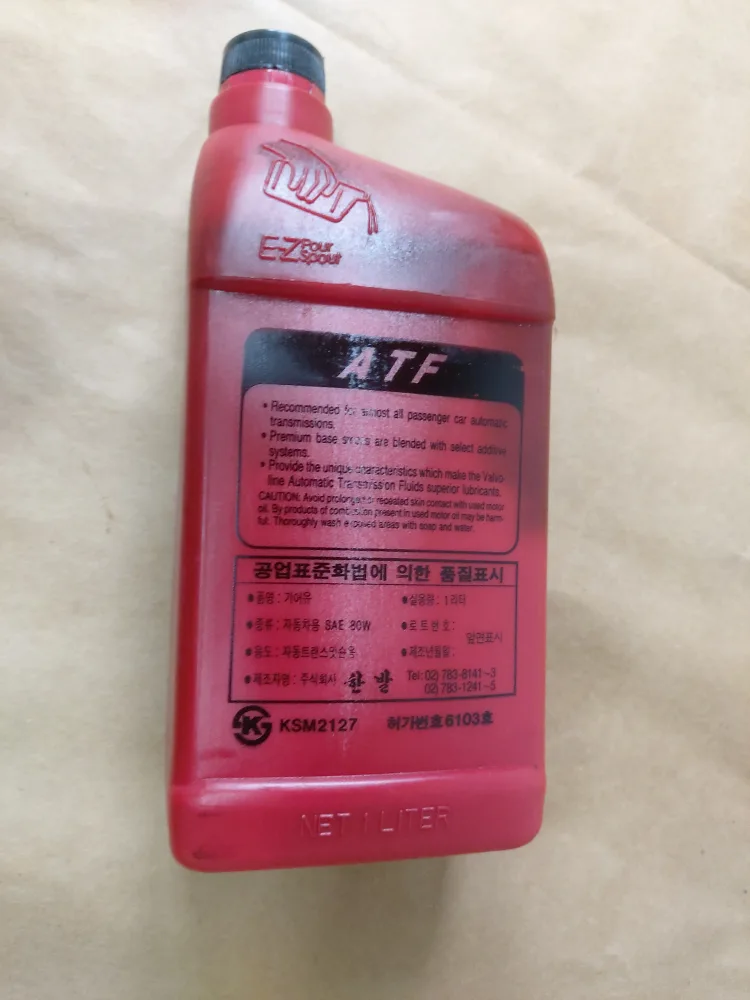 E-Z Pour Spout
ATF
• Recommended for almost all passenger car automatic
transmissions.
• Premium base stocks are blended with select additive
systems.
• Provide the unique characteristics which make the Valvo-
line Automatic Transmission Fluids superior lubricants.
CAUTION: Avoid prolonged or repeated skin contact with used motor
oil. By products of combustion present in used motor oil may be harm-
ful. Thoroughly wash exposed areas with soap and water.
공업표준화법에 의한 품질표시
● 품명 : 기어유
● 실용량 : 1리터
● 종류 : 자동차용 SAE 80W
● 로트번호 :
앞면표시
● 용도 : 자동트랜스밋숀용
● 제조년월일 :
● 제조자명 : 주식회사 한발
Tel: 02) 783-8141~3
02) 783-1241~5
KSM2127 허가번호6103호
NET 1 LITER